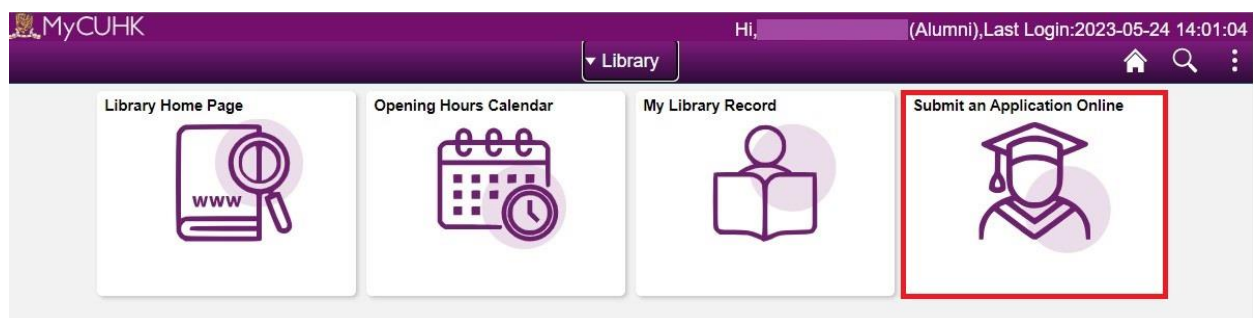 MyCUHK
Hi, (Alumni),Last Login:2023-05-24 14:01:04
Library
Library Home Page
Opening Hours Calendar
My Library Record
Submit an Application Online
www